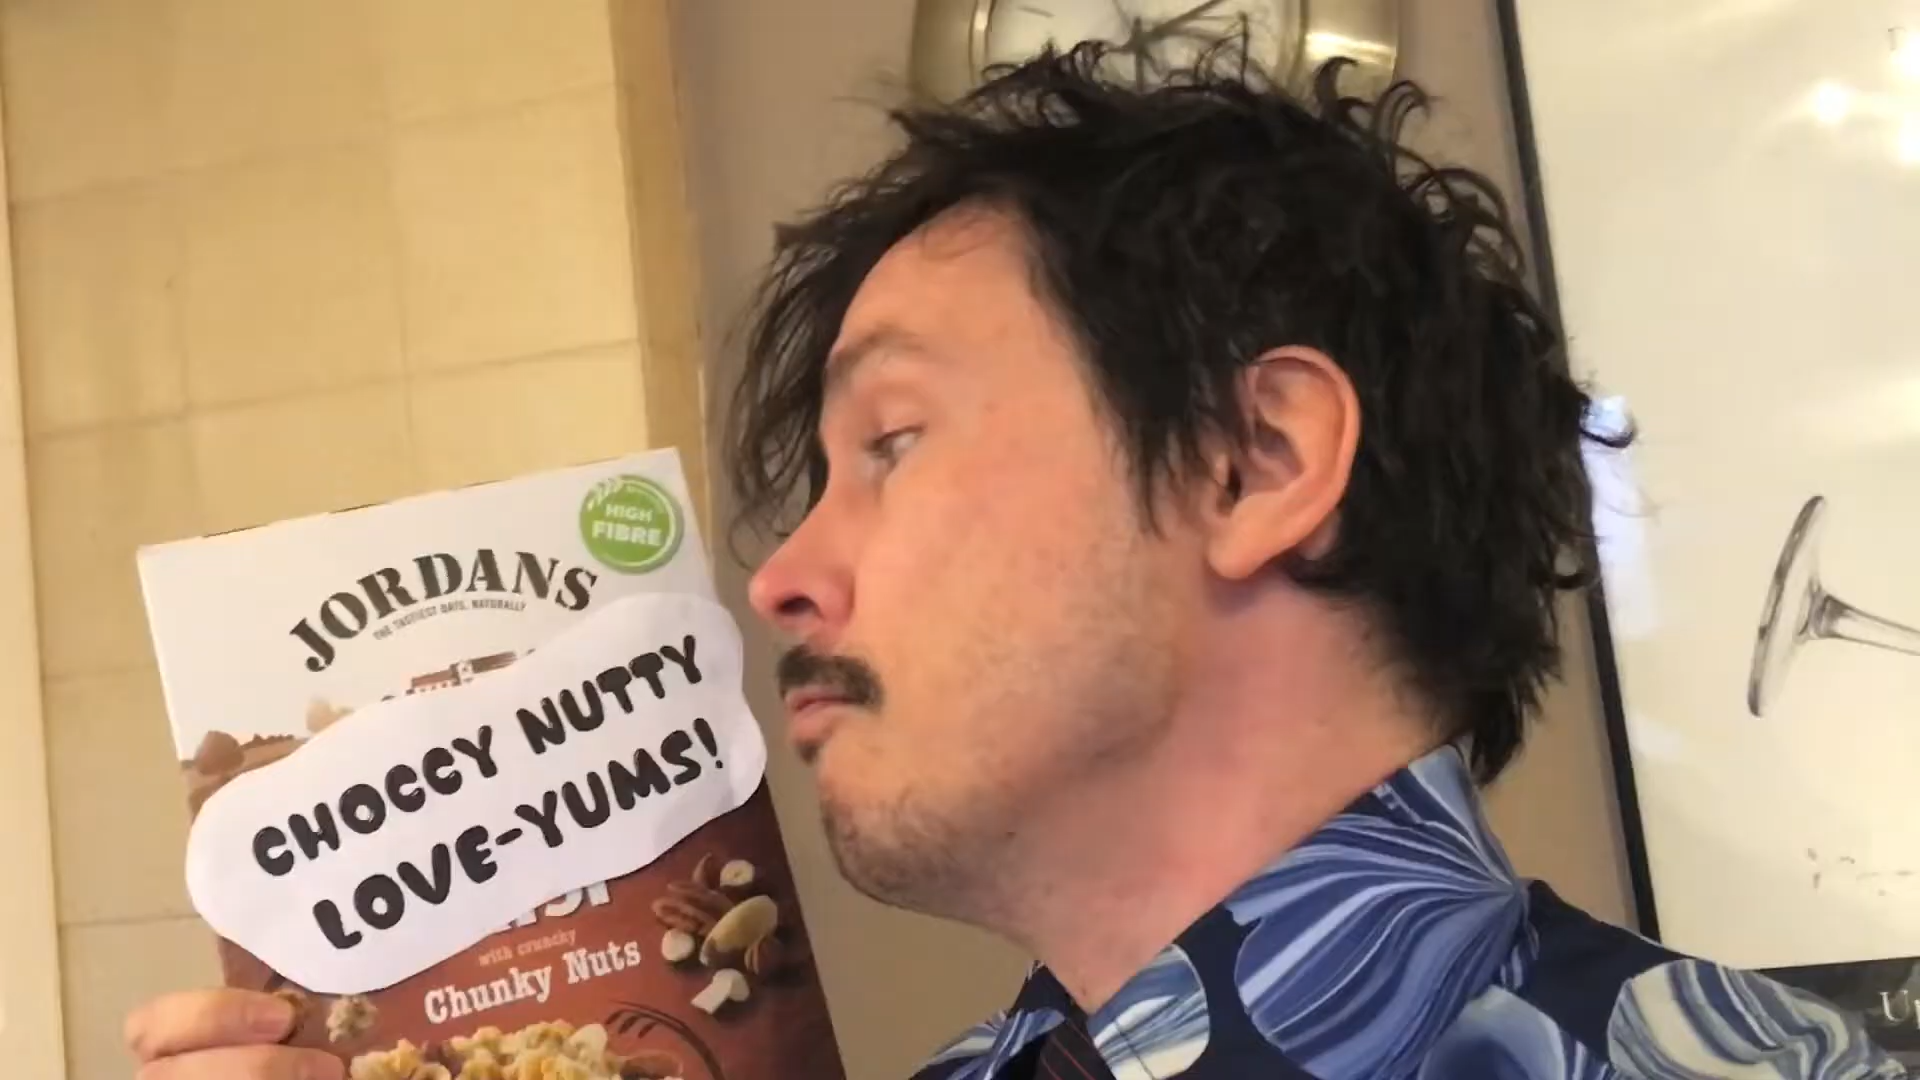 HIGH
FIBRE
JORDANS
THE TASTIEST OATS, NATURALLY
CHOCCY NUTTY
LOVE-YUMS!
with crunchy
Chunky Nuts